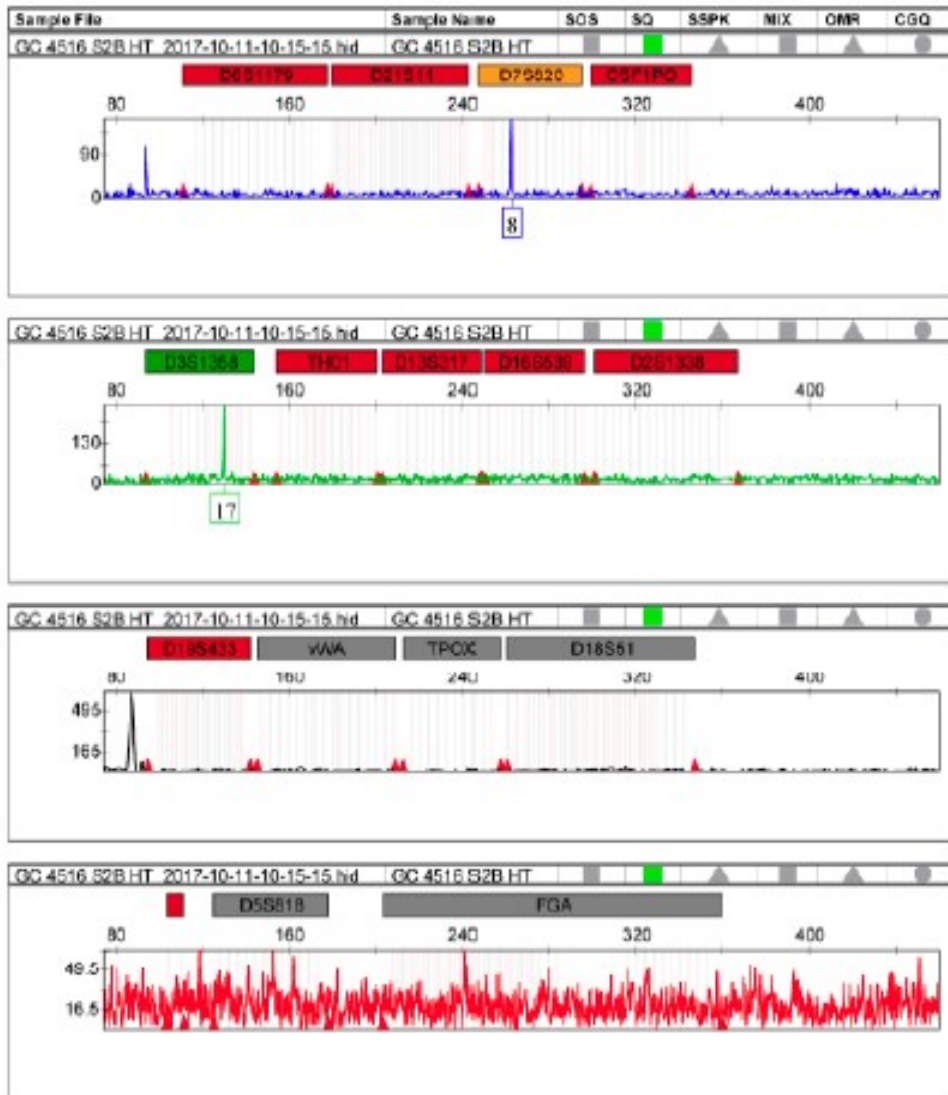 Sample File Sample Name SOS SQ SSPK MIX OMR CGQ
GC 4516 S2B HT 2017-10-11-10-15-15.hid GC 4516 S2B HT
D8S1179 D21S11 D7S820 CSF1PO
80 160 240 320 400
90
0
8
GC 4516 S2B HT 2017-10-11-10-15-15.hid GC 4516 S2B HT
D3S1358 TH01 D13S317 D16S539 D2S1338
80 160 240 320 400
130
0
17
GC 4516 S2B HT 2017-10-11-10-15-15.hid GC 4516 S2B HT
D19S433 vWA TPOX D18S51
80 160 240 320 400
495
165
GC 4516 S2B HT 2017-10-11-10-15-15.hid GC 4516 S2B HT
D5S818 FGA
80 160 240 320 400
49.5
16.5